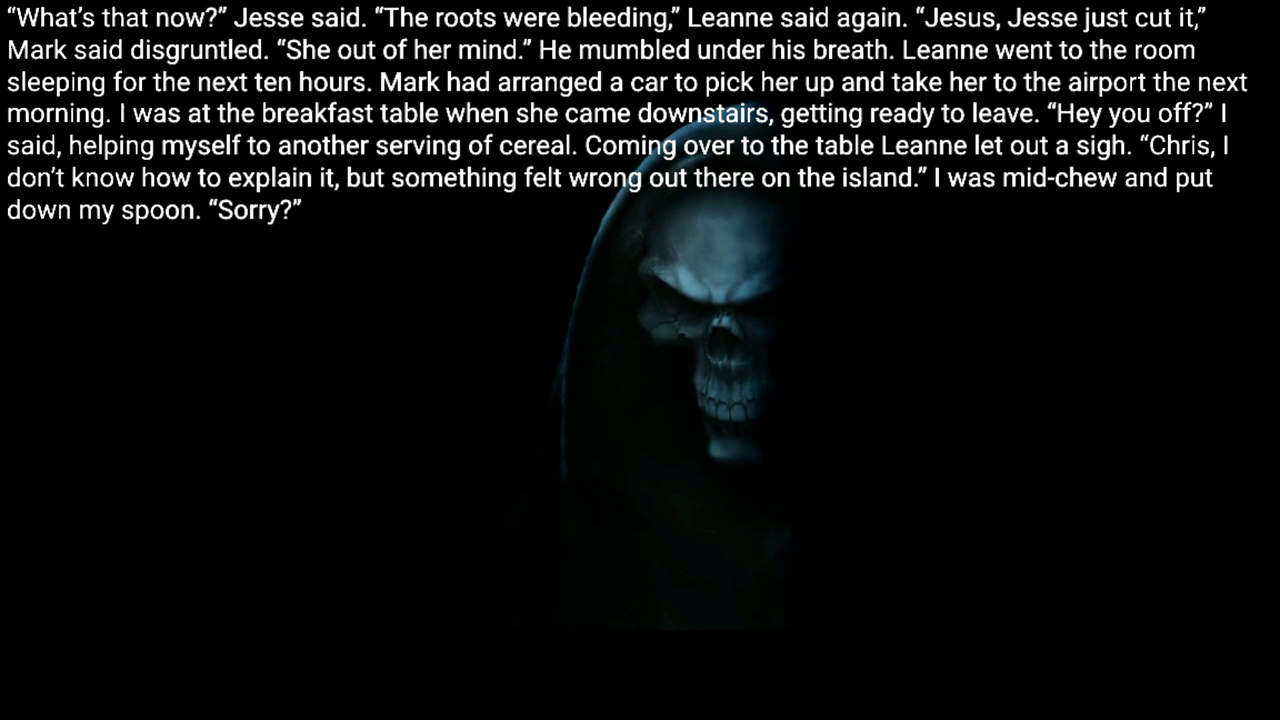 “What’s that now?” Jesse said. “The roots were bleeding,” Leanne said again. “Jesus, Jesse just cut it,”
Mark said disgruntled. “She out of her mind.” He mumbled under his breath. Leanne went to the room
sleeping for the next ten hours. Mark had arranged a car to pick her up and take her to the airport the next
morning. I was at the breakfast table when she came downstairs, getting ready to leave. “Hey you off?” I
said, helping myself to another serving of cereal. Coming over to the table Leanne let out a sigh. “Chris, I
don’t know how to explain it, but something felt wrong out there on the island.” I was mid-chew and put
down my spoon. “Sorry?”